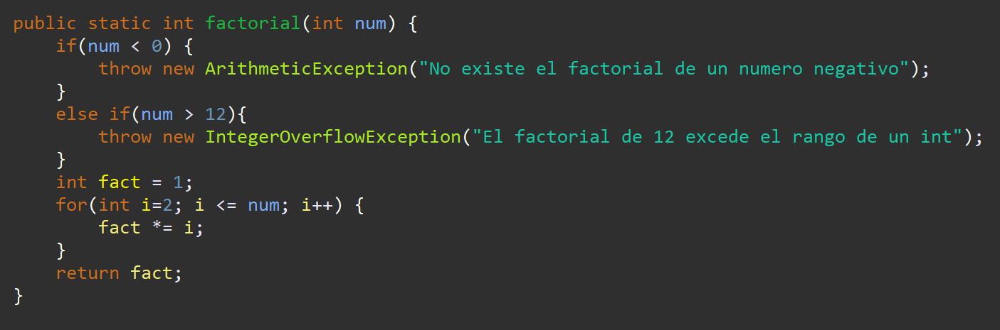 public static int factorial(int num) {
    if(num < 0) {
        throw new ArithmeticException("No existe el factorial de un numero negativo");
    }
    else if(num > 12){
        throw new IntegerOverflowException("El factorial de 12 excede el rango de un int");
    }
    int fact = 1;
    for(int i=2; i <= num; i++) {
        fact *= i;
    }
    return fact;
}